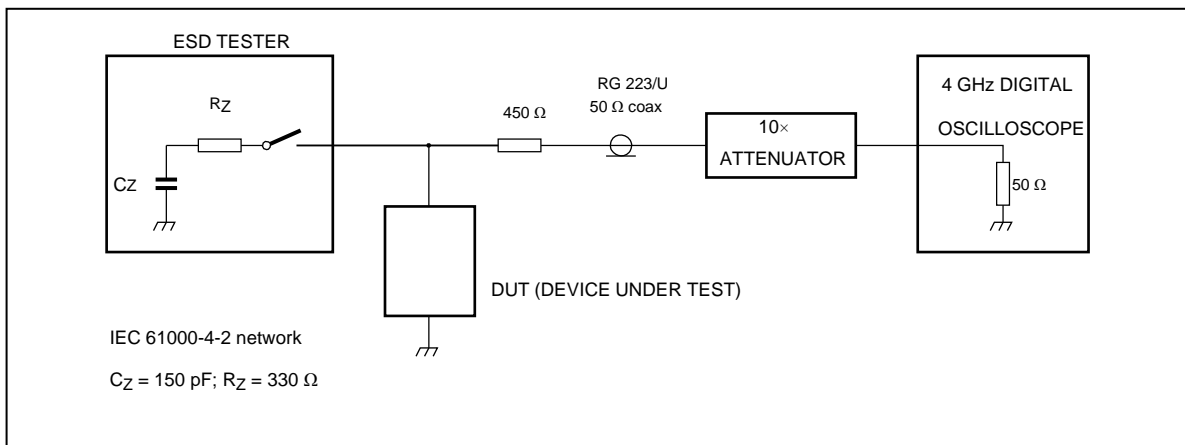 ESD TESTER
RZ
CZ
450 Ω
RG 223/U
50 Ω coax
10×
ATTENUATOR
4 GHz DIGITAL
OSCILLOSCOPE
50 Ω
DUT (DEVICE UNDER TEST)
IEC 61000-4-2 network
CZ = 150 pF; RZ = 330 Ω